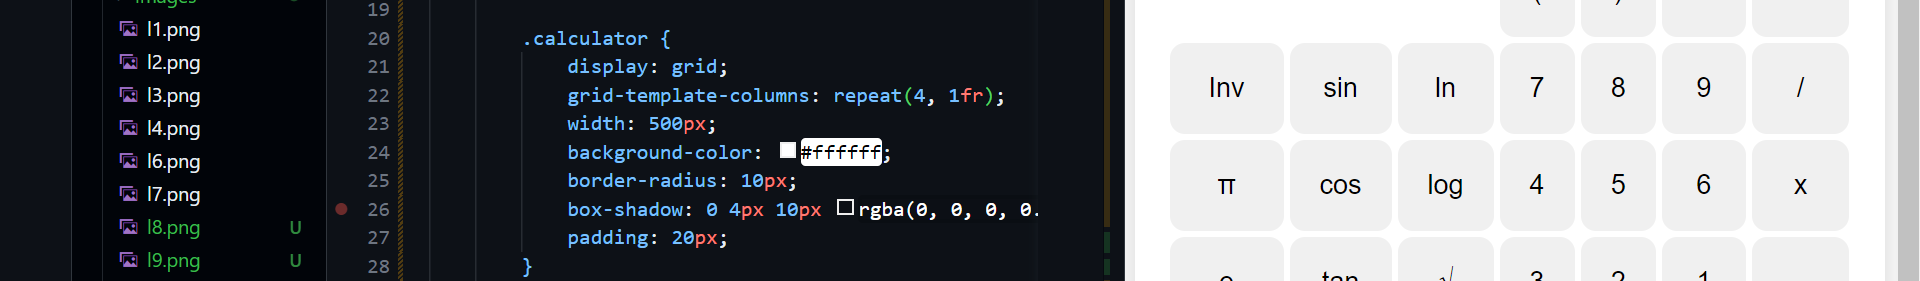 images
l1.png
l2.png
l3.png
l4.png
l6.png
l7.png
l8.png U
l9.png U
19
20 .calculator {
21 display: grid;
22 grid-template-columns: repeat(4, 1fr);
23 width: 500px;
24 background-color: #ffffff;
25 border-radius: 10px;
26 box-shadow: 0 4px 10px rgba(0, 0, 0, 0.
27 padding: 20px;
28 }
( )
Inv sin ln 7 8 9 /
π cos log 4 5 6 x
e tan √ 3 2 1